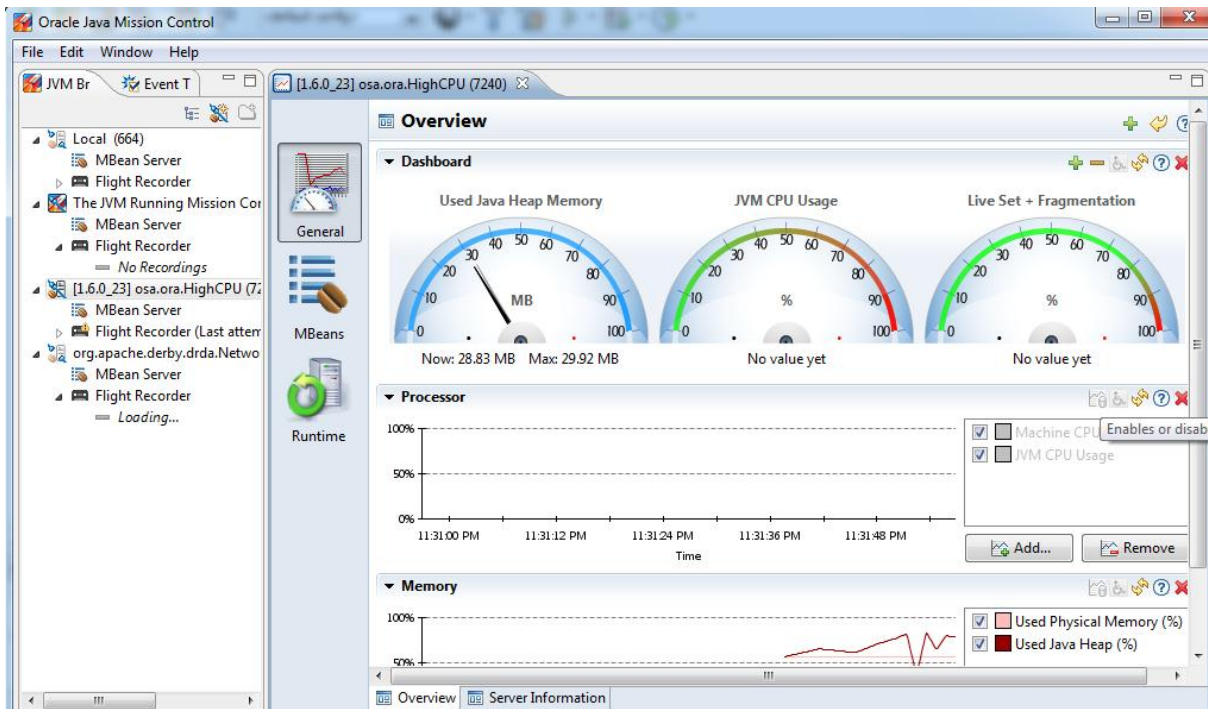 Oracle Java Mission Control
File Edit Window Help
JVM Br
Event T
Local (664)
MBean Server
Flight Recorder
The JVM Running Mission Cor
MBean Server
Flight Recorder
No Recordings
[1.6.0_23] osa.ora.HighCPU (72
MBean Server
Flight Recorder (Last attem
org.apache.derby.drda.Netwo
MBean Server
Flight Recorder
Loading...
[1.6.0_23] osa.ora.HighCPU (7240)
General
MBeans
Runtime
Overview
Dashboard
Used Java Heap Memory
0 10 20 30 40 50 60 70 80 90 100
MB
Now: 28.83 MB Max: 29.92 MB
JVM CPU Usage
0 10 20 30 40 50 60 70 80 90 100
%
No value yet
Live Set + Fragmentation
0 10 20 30 40 50 60 70 80 90 100
%
No value yet
Processor
100%
50%
0%
11:31:00 PM 11:31:12 PM 11:31:24 PM 11:31:36 PM 11:31:48 PM
Time
Machine CPU
Enables or disab
JVM CPU Usage
Add... Remove
Memory
100%
50%
Used Physical Memory (%)
Used Java Heap (%)
Overview Server Information